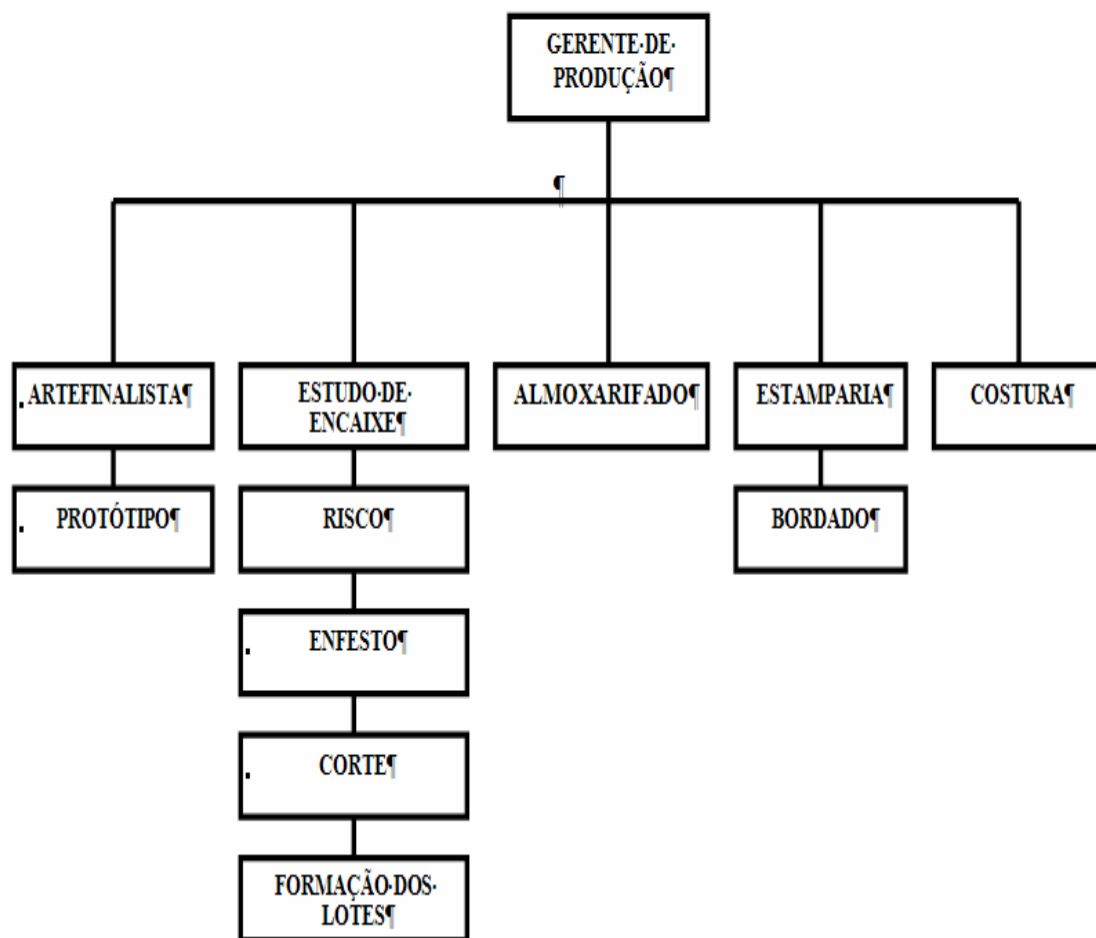 GERENTE·DE·
PRODUÇÃO¶
¶
ARTEFINALISTA¶
ESTUDO·DE·
ENCAIXE¶
ALMOXARIFADO¶
ESTAMPARIA¶
COSTURA¶
PROTÓTIPO¶
RISCO¶
BORDADO¶
ENFESTO¶
CORTE¶
FORMAÇÃO·DOS·
LOTES¶